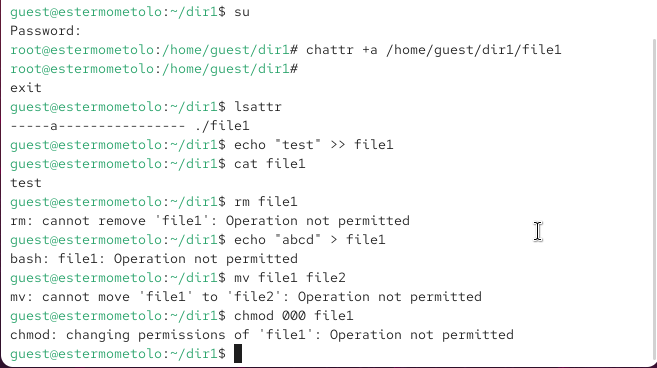 guest@estermometolo:~/dir1$ su
Password:
root@estermometolo:/home/guest/dir1# chattr +a /home/guest/dir1/file1
root@estermometolo:/home/guest/dir1#
exit
guest@estermometolo:~/dir1$ lsattr
-----a---------------- ./file1
guest@estermometolo:~/dir1$ echo "test" >> file1
guest@estermometolo:~/dir1$ cat file1
test
guest@estermometolo:~/dir1$ rm file1
rm: cannot remove 'file1': Operation not permitted
guest@estermometolo:~/dir1$ echo "abcd" > file1
bash: file1: Operation not permitted
guest@estermometolo:~/dir1$ mv file1 file2
mv: cannot move 'file1' to 'file2': Operation not permitted
guest@estermometolo:~/dir1$ chmod 000 file1
chmod: changing permissions of 'file1': Operation not permitted
guest@estermometolo:~/dir1$